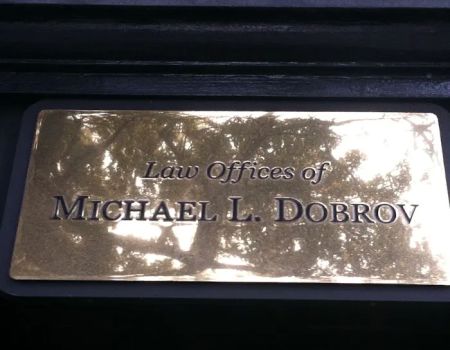 Law Offices of
MICHAEL L. DOBROV